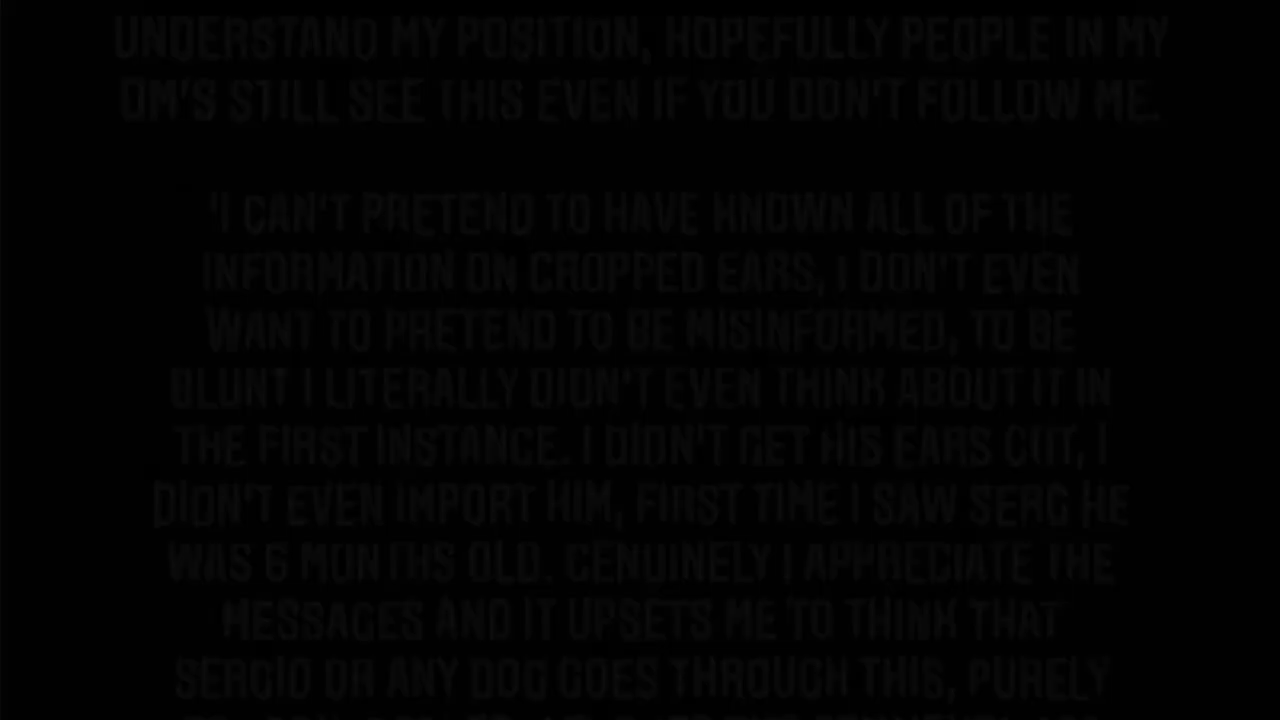 UNDERSTAND MY POSITION, HOPEFULLY PEOPLE IN MY
DM'S STILL SEE THIS EVEN IF YOU DON'T FOLLOW ME.
"I CAN'T PRETEND TO HAVE KNOWN ALL OF THE
INFORMATION ON CROPPED EARS, I DON'T EVEN
WANT TO PRETEND TO BE MISINFORMED, TO BE
BLUNT I LITERALLY DIDN'T EVEN THINK ABOUT IT IN
THE FIRST INSTANCE. I DIDN'T GET HIS EARS CUT, I
DIDN'T EVEN IMPORT HIM, FIRST TIME I SAW SERG HE
WAS 6 MONTHS OLD. GENUINELY I APPRECIATE THE
MESSAGES AND IT UPSETS ME TO THINK THAT
SERGIO OR ANY DOG GOES THROUGH THIS, PURELY